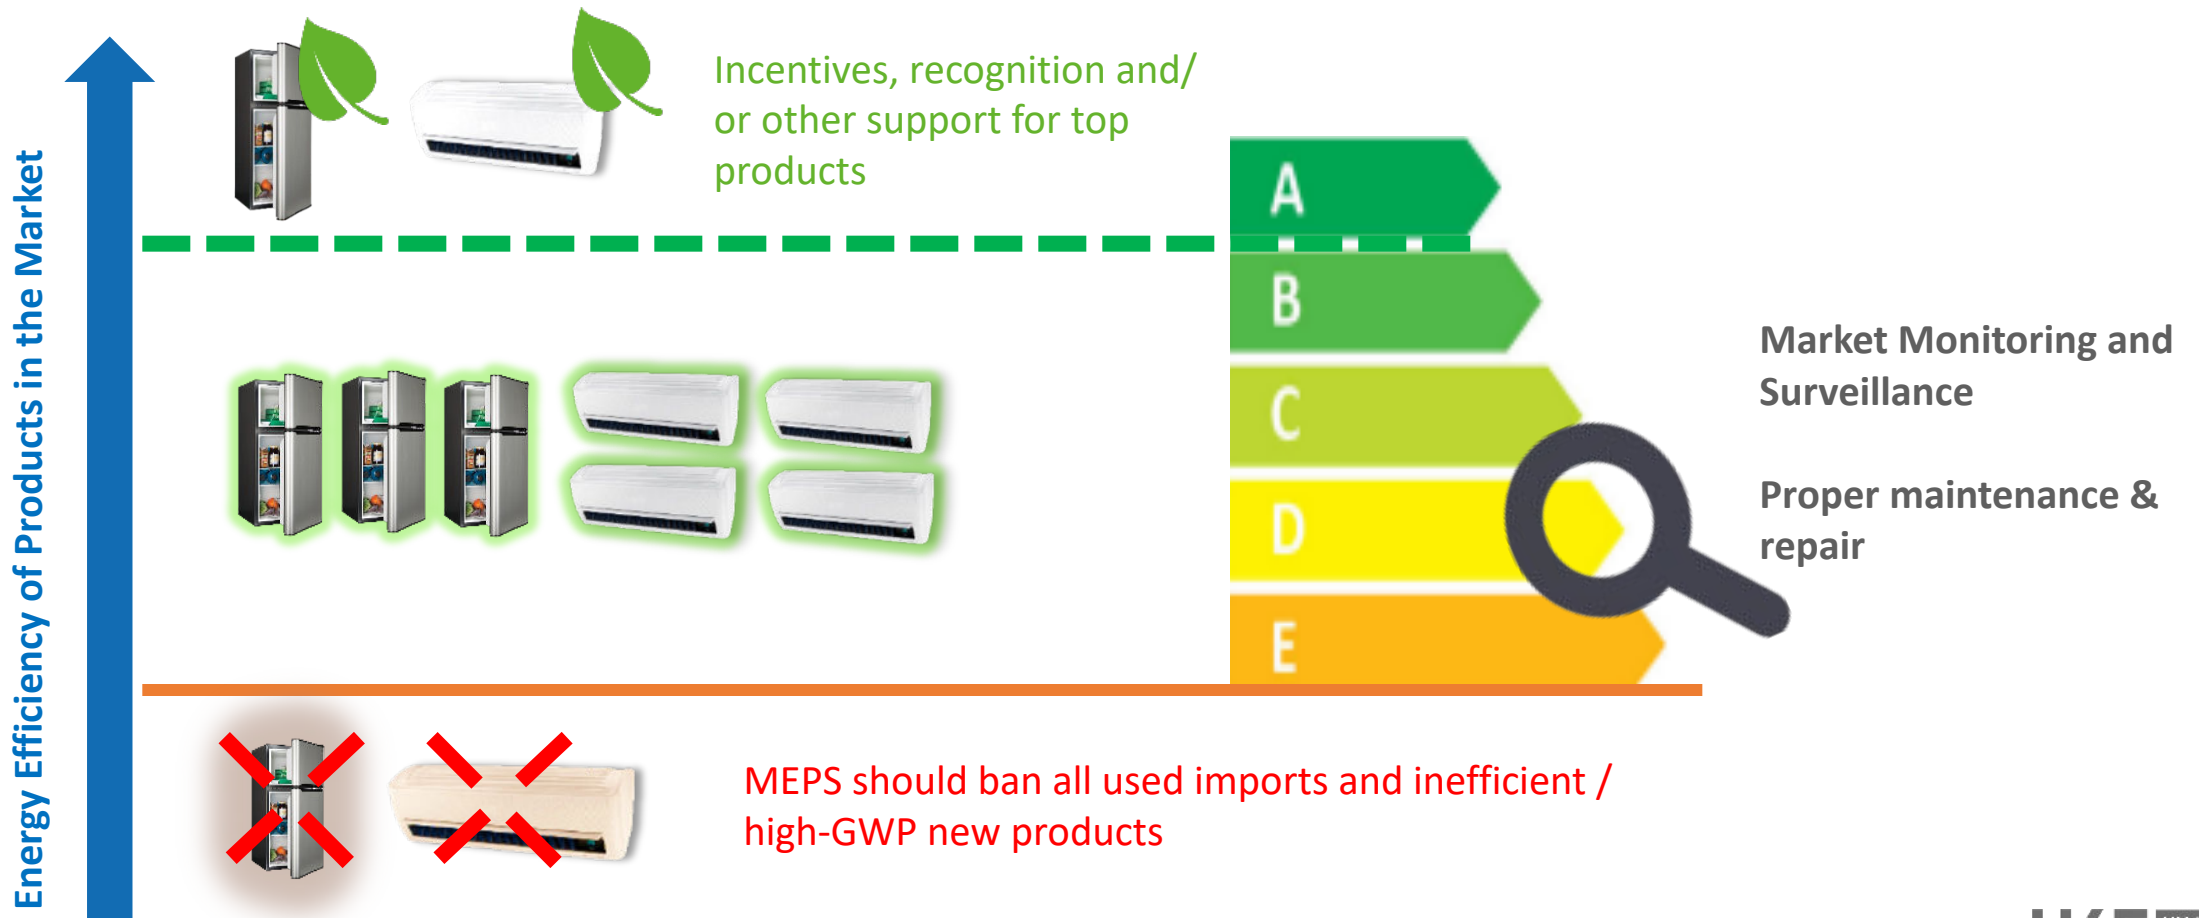 Energy Efficiency of Products in the Market
Incentives, recognition and/
or other support for top
products
A
B
C
D
E
Market Monitoring and
Surveillance
Proper maintenance &
repair
MEPS should ban all used imports and inefficient /
high-GWP new products